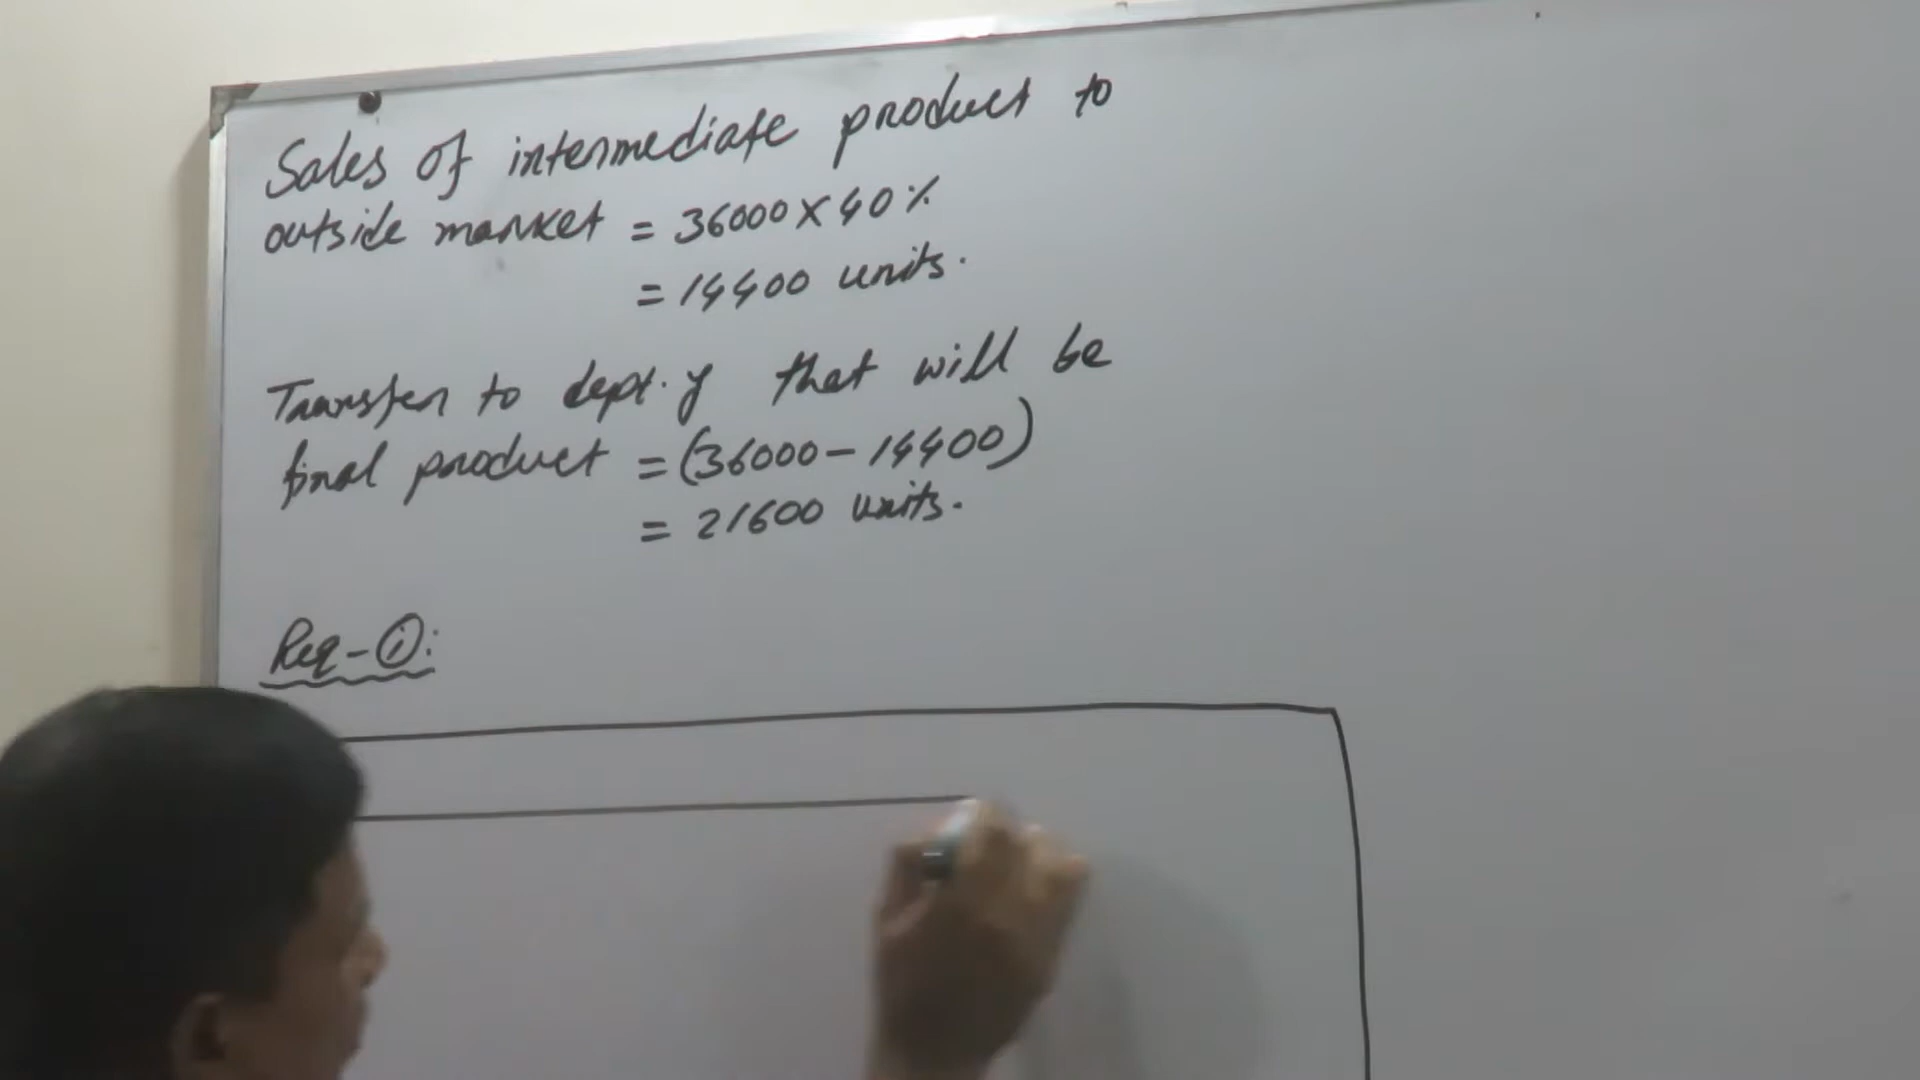 Sales of intermediate product to
outside market = 36000 x 40%
= 14400 units.
Transfer to dept. y that will be
final product = (36000 - 14400)
= 21600 units.
Req-(i):